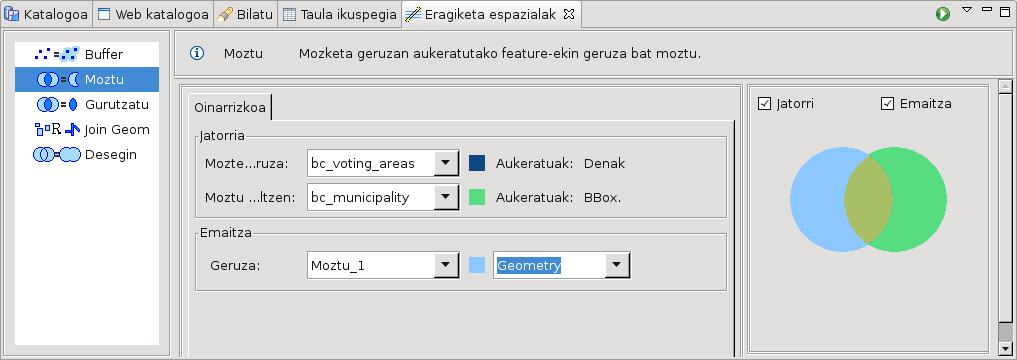 Katalogoa Web katalogoa Bilatu Taula ikuspegia Eragiketa espazialak
Buffer
Moztu
Gurutzatu
Join Geom
Desegin
Moztu Mozketa geruzan aukeratutako feature-ekin geruza bat moztu.
Oinarrizkoa
Jatorria
Mozte...ruza: bc_voting_areas Aukeratuak: Denak
Moztu ...ltzen: bc_municipality Aukeratuak: BBox.
Emaitza
Geruza: Moztu_1 Geometry
Jatorri Emaitza